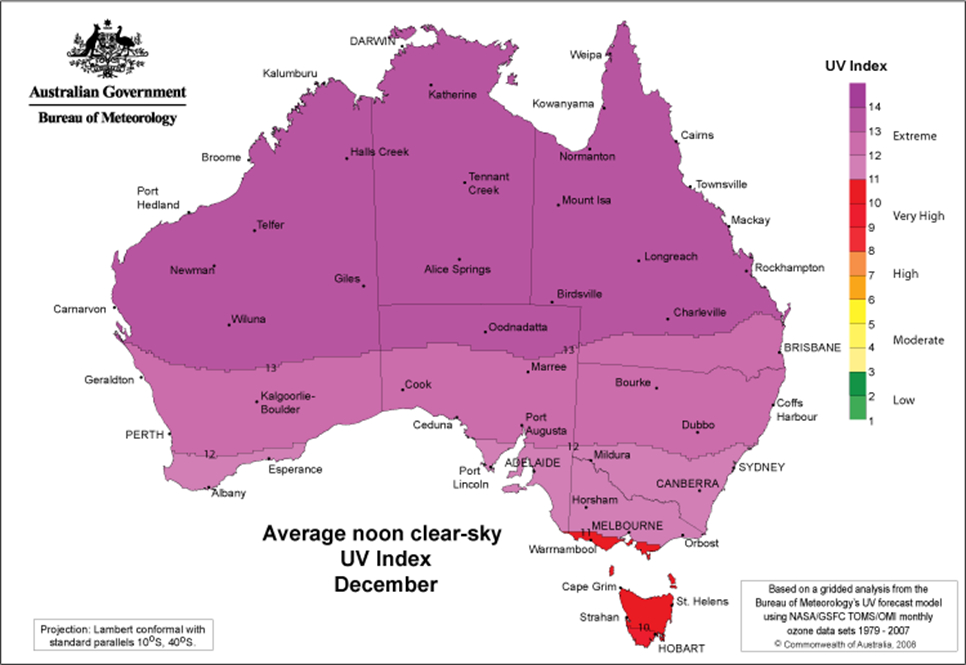 Australian Government
Bureau of Meteorology
DARWIN
Kalumburu
Katherine
Weipa
Kowanyama
Broome
Halls Creek
Normanton
Cairns
Port
Hedland
Tennant
Creek
Mount Isa
Townsville
Telfer
Mackay
Newman
Giles
Alice Springs
Longreach
Rockhampton
Carnarvon
Wiluna
Birdsville
Charleville
Oodnadatta
13
13
Marree
BRISBANE
Geraldton
Cook
Bourke
Kalgoorlie-
Boulder
Coffs
Harbour
PERTH
Ceduna
Port
Augusta
Dubbo
12
12
Esperance
Port
Lincoln
ADELAIDE
Mildura
SYDNEY
Albany
CANBERRA
Horsham
11
MELBOURNE
Warrnambool
Orbost
Cape Grim
St. Helens
Strahan
10
HOBART
UV Index
14
13
Extreme
12
11
10
Very High
9
8
High
7
6
5
Moderate
4
3
2
Low
1
Average noon clear-sky
UV Index
December
Projection: Lambert conformal with
standard parallels 10⁰S, 40⁰S.
Based on a gridded analysis from the
Bureau of Meteorology's UV forecast model
using NASA/GSFC TOMS/OMI monthly
ozone data sets 1979 - 2007
© Commonwealth of Australia, 2008